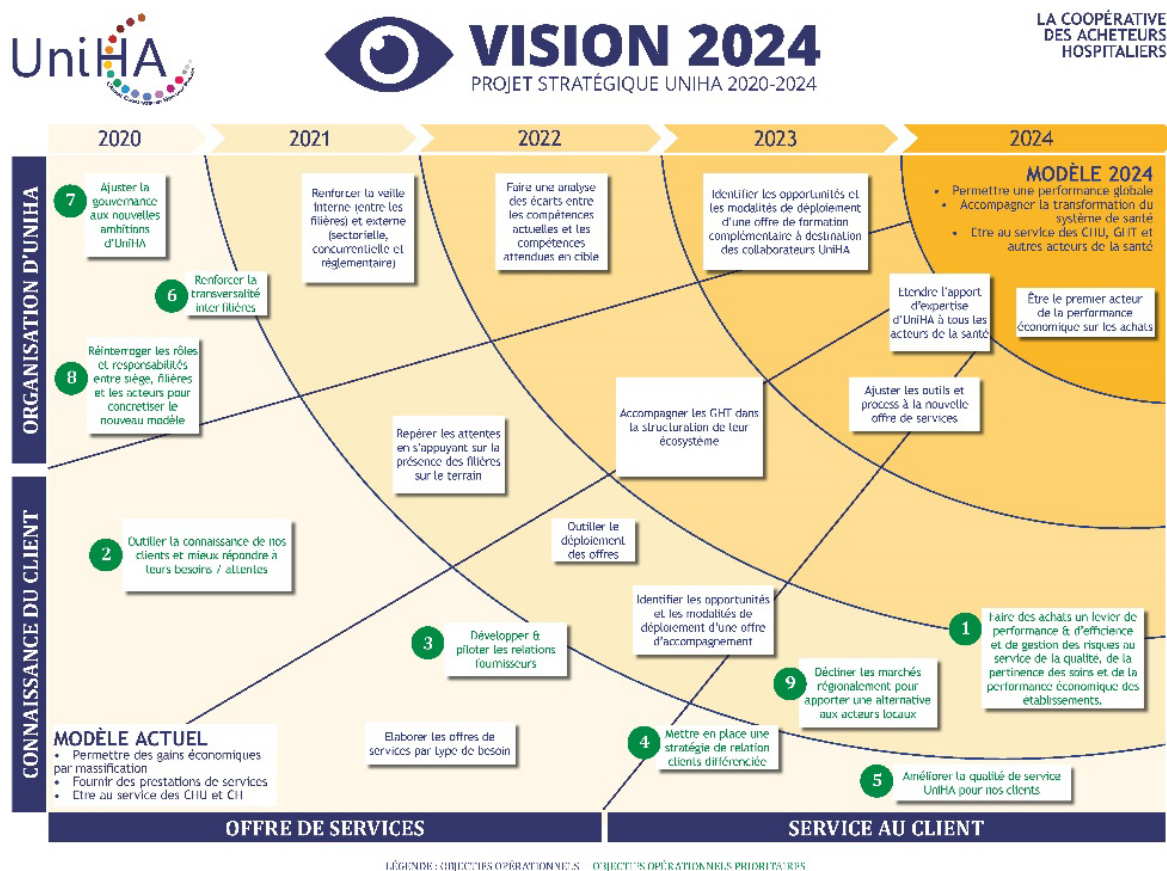 UniHA
VISION 2024
PROJET STRATÉGIQUE UNIHA 2020-2024
LA COOPÉRATIVE
DES ACHETEURS
HOSPITALIERS
2020
2021
2022
2023
2024
ORGANISATION D'UNIHA
7
Ajuster la
gouvernance
aux nouvelles
ambitions
d'UniHA
Renforcer la veille
interne (entre les
filières) et externe
(sectorielle,
concurrentielle et
réglementaire)
Faire une analyse
des écarts entre
les compétences
actuelles et les
compétences
attendues en cible
Identifier les opportunités et
les modalités de déploiement
d'une offre de formation
complémentaire à destination
des collaborateurs UniHA
MODÈLE 2024
• Permettre une performance globale
• Accompagner la transformation du
système de santé
• Etre au service des CHU, GHT et
autres acteurs de la santé
6
Renforcer la
transversalité
inter filières
Etendre l'apport
d'expertise
d'UniHA à tous les
acteurs de la santé
Être le premier acteur
de la performance
économique sur les achats
8
Réinterroger les rôles
et responsabilités
entre siège, filières
et les acteurs pour
concretiser le
nouveau modèle
Accompagner les GHT dans
la structuration de leur
écosystème
Ajuster les outils et
process à la nouvelle
offre de services
Repérer les attentes
en s'appuyant sur la
présence des filières
sur le terrain
CONNAISSANCE DU CLIENT
2
Outiller la connaissance de nos
clients et mieux répondre à
leurs besoins / attentes
Outiller le
déploiement
des offres
Identifier les opportunités
et les modalités de
déploiement d'une offre
d'accompagnement
3
Développer &
piloter les relations
fournisseurs
1
Faire des achats un levier de
performance & d'efficience
et de gestion des risques au
service de la qualité, de la
pertinence des soins et de la
performance économique des
établissements.
9
Décliner les marchés
régionalement pour
apporter une alternative
aux acteurs locaux
MODÈLE ACTUEL
• Permettre des gains économiques
par massification
• Fournir des prestations de services
• Etre au service des CHU et CH
Elaborer les offres de
services par type de besoin
4
Mettre en place une
stratégie de relation
clients différenciée
5
Améliorer la qualité de service
UniHA pour nos clients
OFFRE DE SERVICES
SERVICE AU CLIENT
LÉGENDE : OBJECTIFS OPÉRATIONNELS OBJECTIFS OPÉRATIONNELS PRIORITAIRES